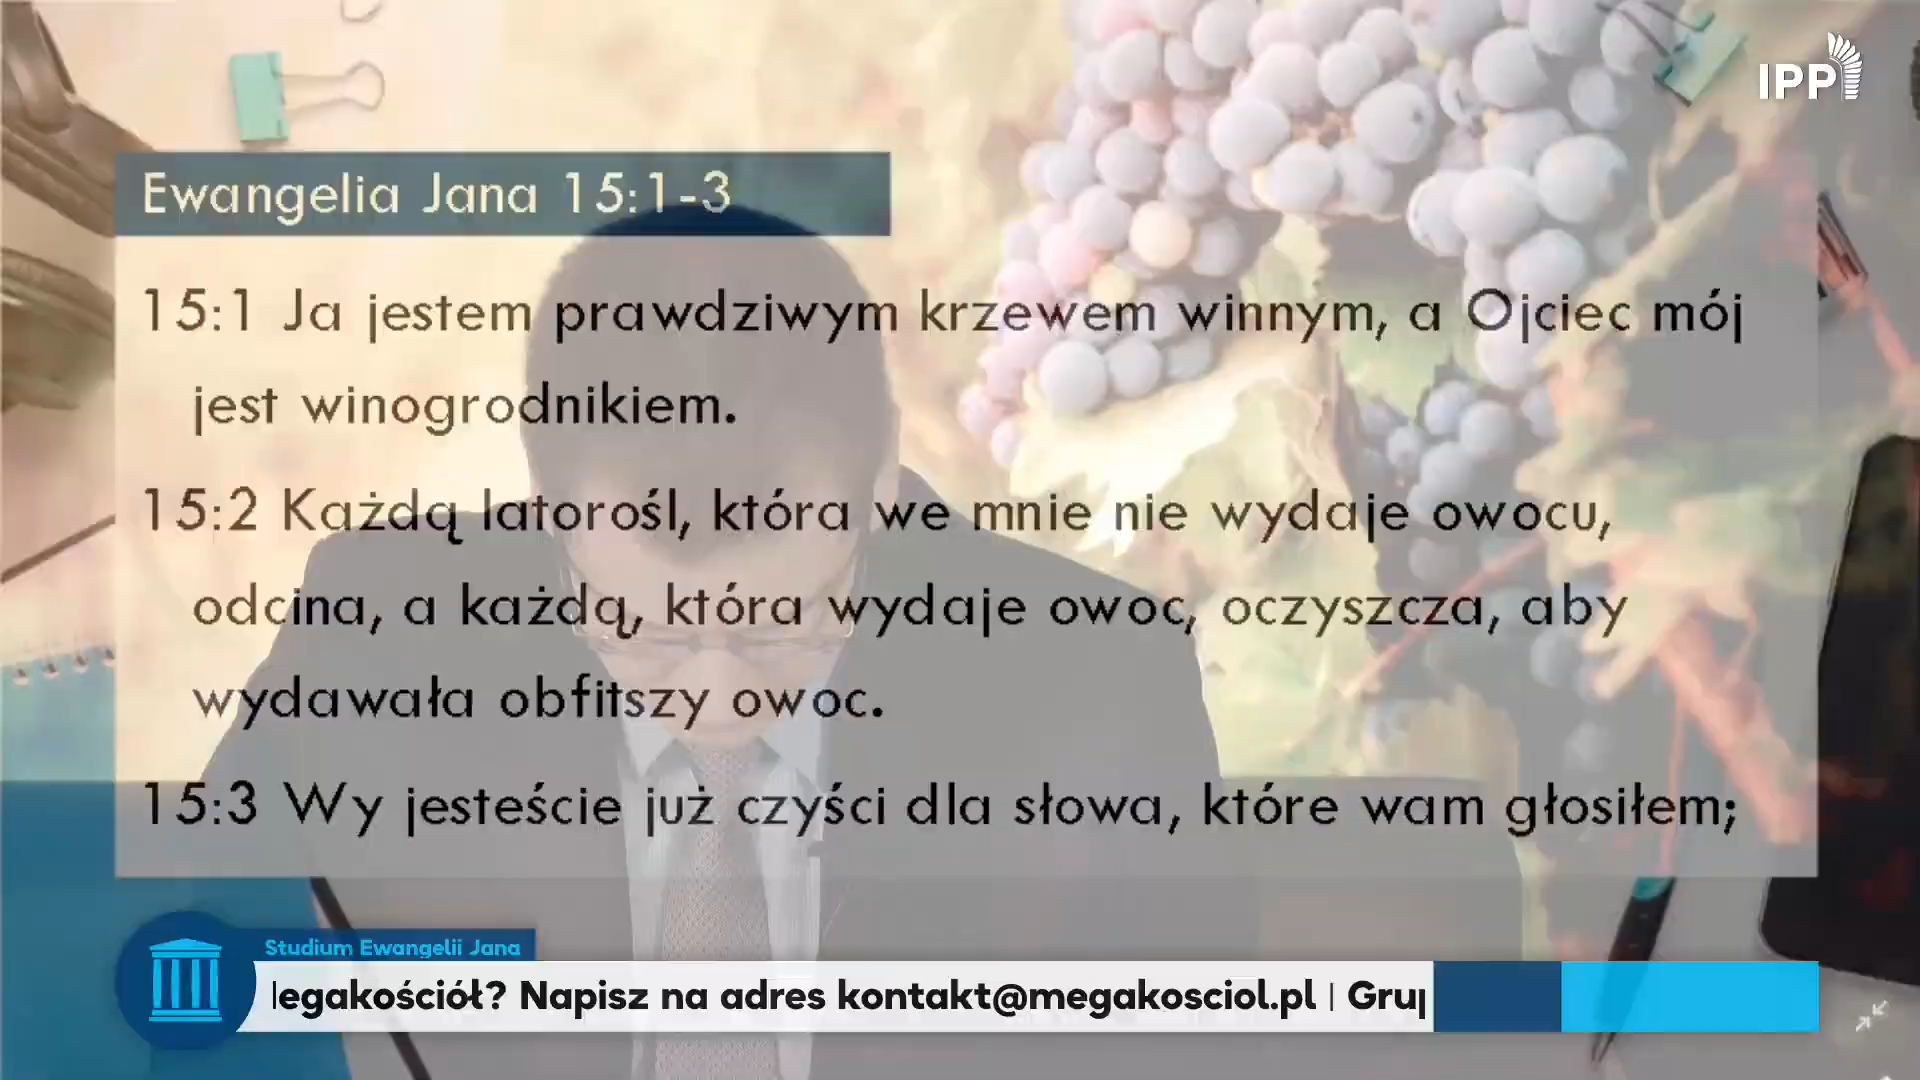 IPP
Ewangelia Jana 15:1-3
15:1 Ja jestem prawdziwym krzewem winnym, a Ojciec mój
jest winogrodnikiem.
15:2 Każdą latorośl, która we mnie nie wydaje owocu,
odcina, a każdą, która wydaje owoc, oczyszcza, aby
wydawała obfitszy owoc.
15:3 Wy jesteście już czyści dla słowa, które wam głosiłem;
Studium Ewangelii Jana
egakościół? Napisz na adres kontakt@megakosciol.pl | Gru